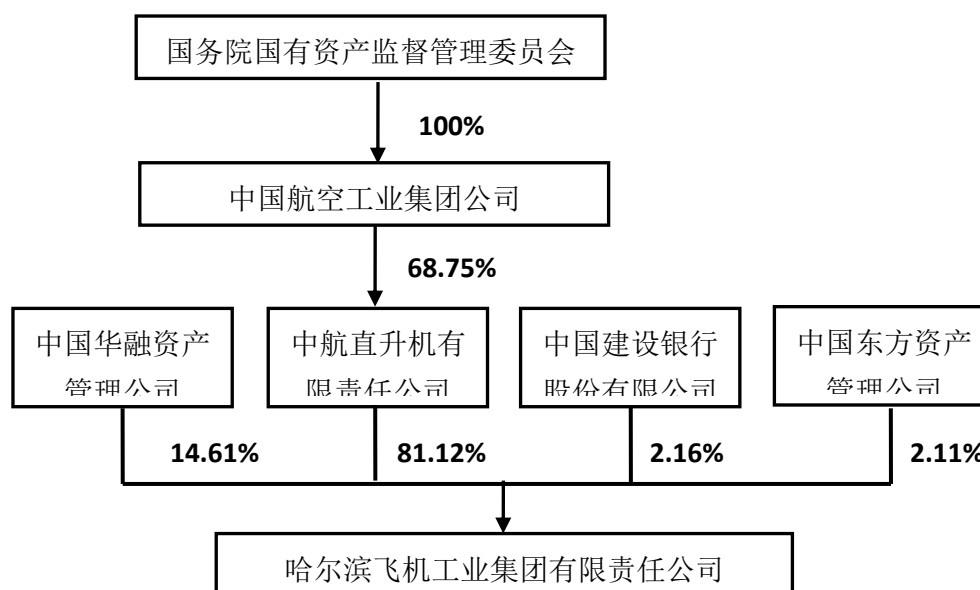 国务院国有资产监督管理委员会
100%
中国航空工业集团公司
68.75%
中国华融资产
管理公司
中航直升机有
限责任公司
中国建设银行
股份有限公司
中国东方资产
管理公司
14.61%
81.12%
2.16%
2.11%
哈尔滨飞机工业集团有限责任公司